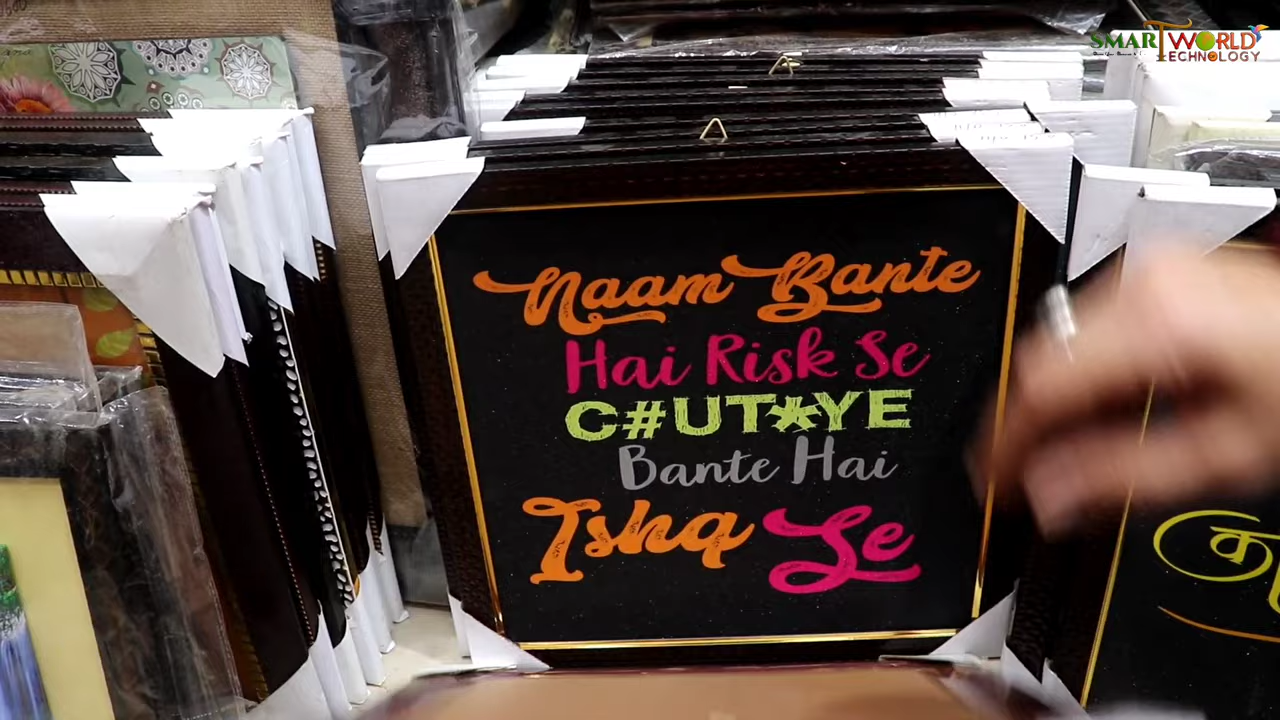 SMART WORLD
TECHNOLOGY
Naam Bante
Hai Risk Se
C#UT*YE
Bante Hai
Ishq Se